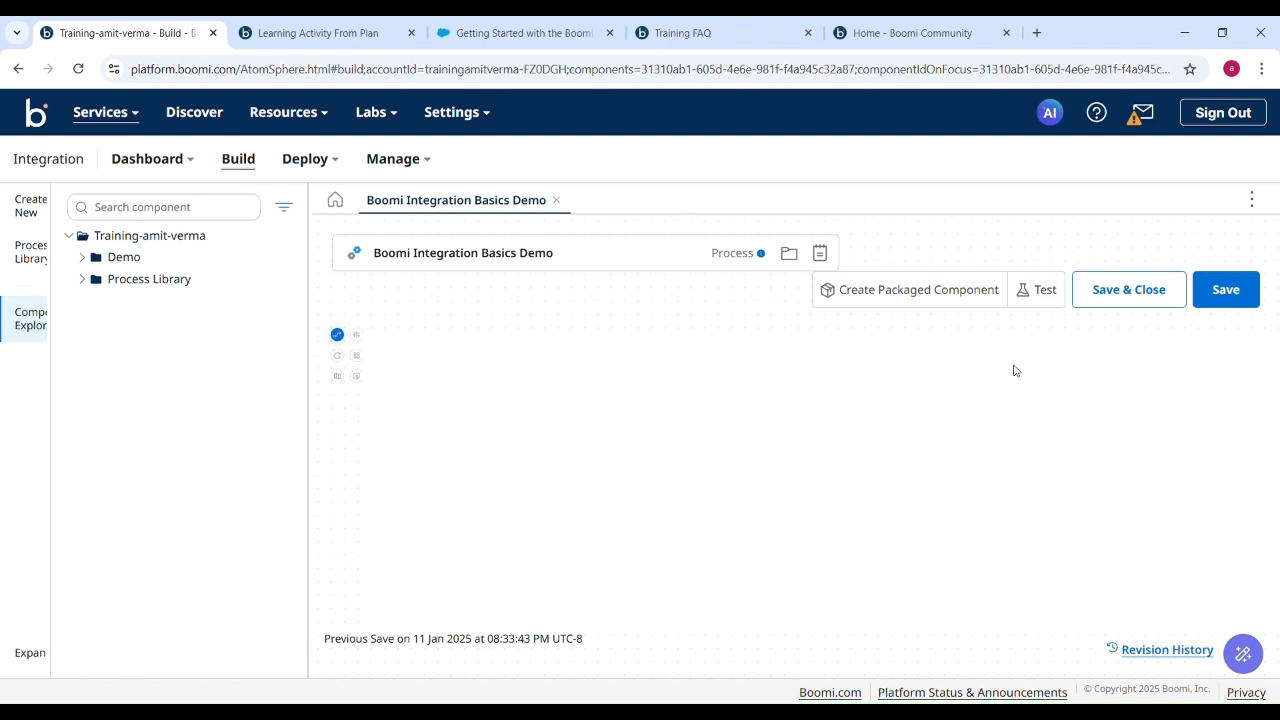 Training-amit-verma - Build - B
Learning Activity From Plan
Getting Started with the Boomi
Training FAQ
Home - Boomi Community
platform.boomi.com/AtomSphere.html#build;accountId=trainingamitverma-FZODGH;components=31310ab1-605d-4e6e-981f-f4a945c32a87;componentIdOnFocus=31310ab1-605d-4e6e-981f-f4a945c...
a
b
Services
Discover
Resources
Labs
Settings
AI
Sign Out
Integration
Dashboard
Build
Deploy
Manage
Create
New
Proces
Library
Compo
Explor
Expan
Search component
Training-amit-verma
Demo
Process Library
Boomi Integration Basics Demo
Boomi Integration Basics Demo
Process
Create Packaged Component
Test
Save & Close
Save
Previous Save on 11 Jan 2025 at 08:33:43 PM UTC-8
Revision History
Boomi.com
Platform Status & Announcements
© Copyright 2025 Boomi, Inc.
Privacy